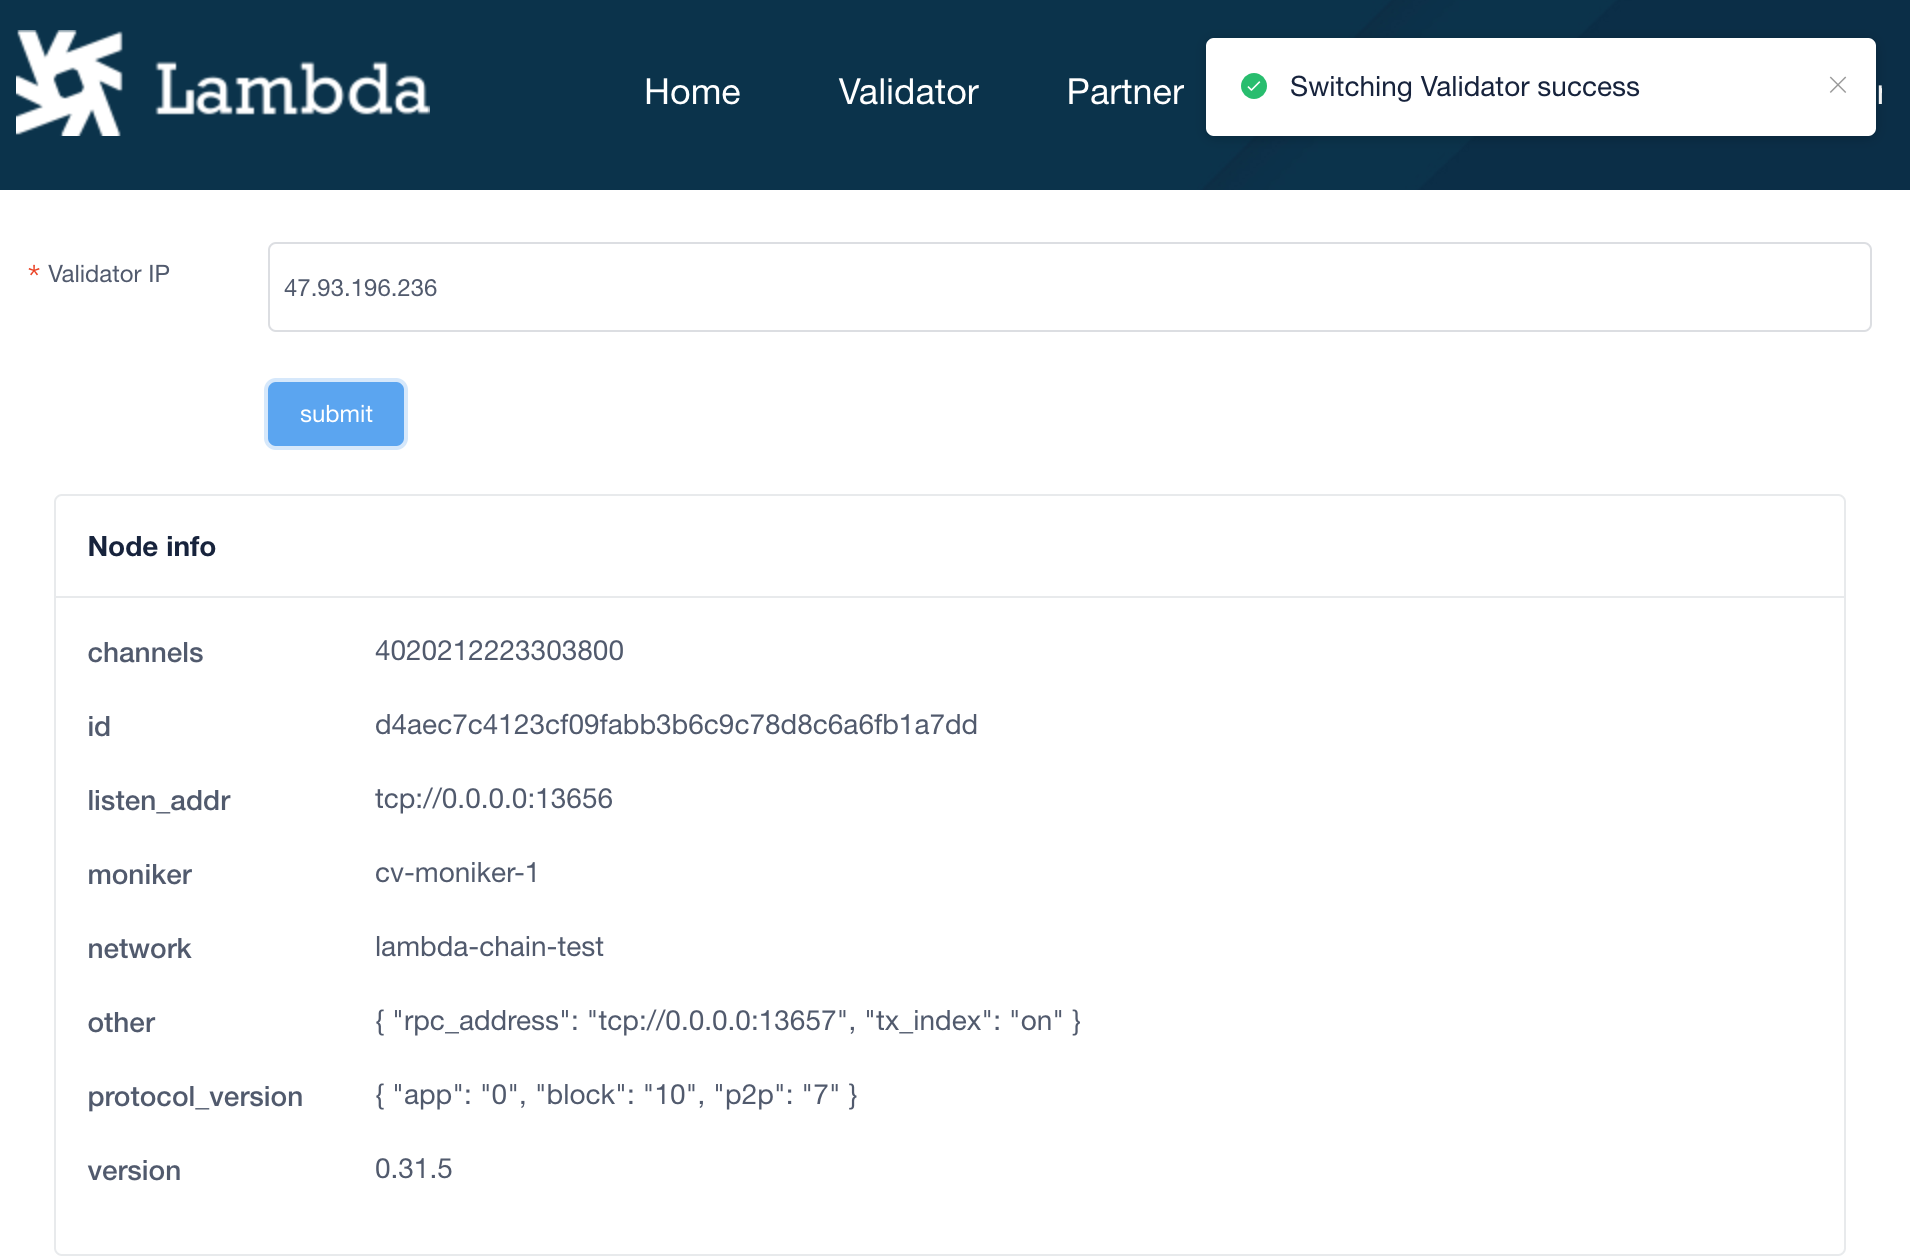 Lambda
Home Validator Partner
Switching Validator success
* Validator IP
47.93.196.236
submit
Node info
channels 4020212223303800
id d4aec7c4123cf09fabb3b6c9c78d8c6a6fb1a7dd
listen_addr tcp://0.0.0.0:13656
moniker cv-moniker-1
network lambda-chain-test
other { "rpc_address": "tcp://0.0.0.0:13657", "tx_index": "on" }
protocol_version { "app": "0", "block": "10", "p2p": "7" }
version 0.31.5